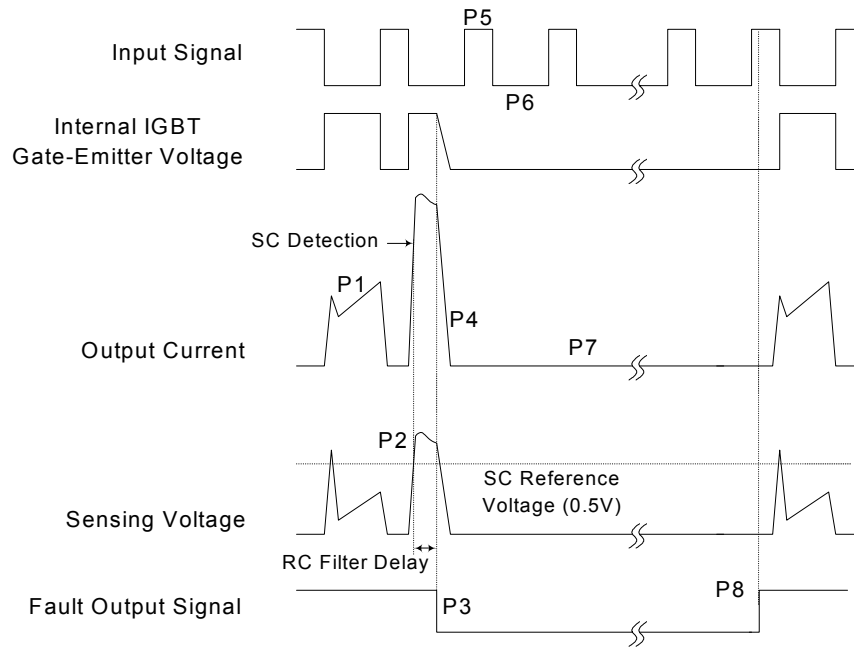 P5
Input Signal
P6
Internal IGBT
Gate-Emitter Voltage
SC Detection
P1
P4
Output Current
P7
P2
SC Reference
Voltage (0.5V)
Sensing Voltage
RC Filter Delay
Fault Output Signal
P3
P8